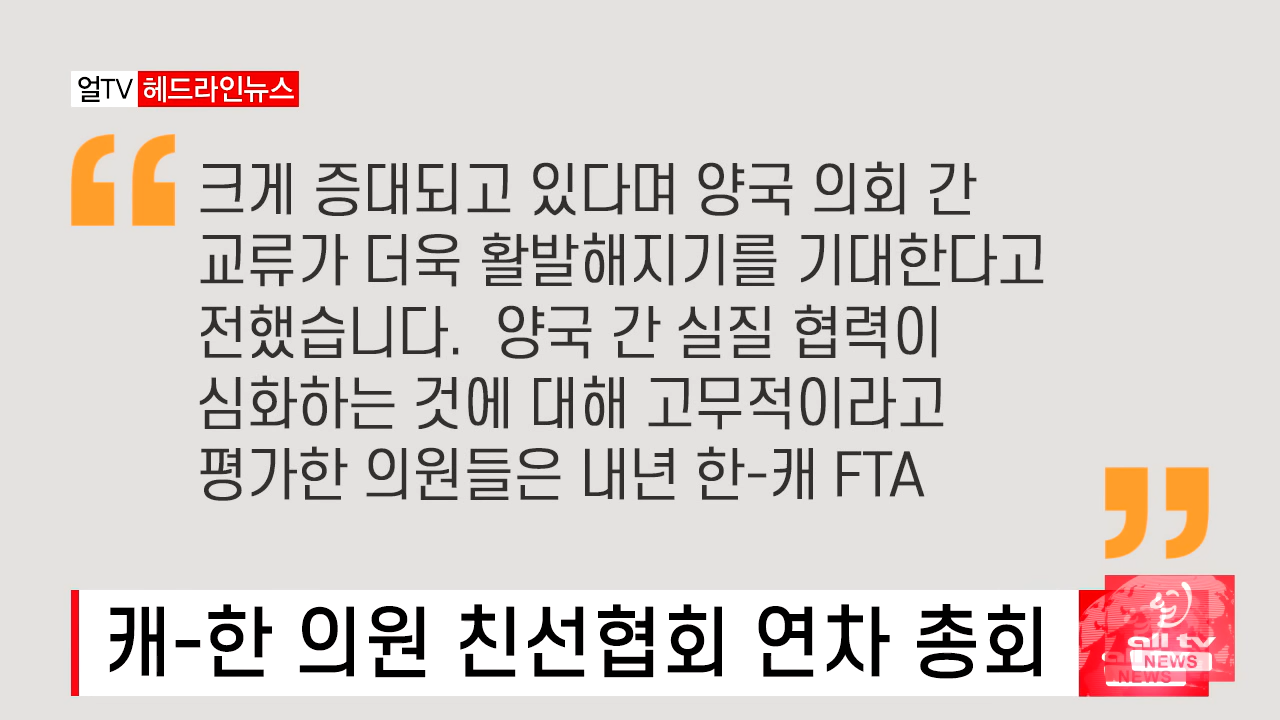 얼TV 헤드라인뉴스
“
크게 증대되고 있다며 양국 의회 간
교류가 더욱 활발해지기를 기대한다고
전했습니다. 양국 간 실질 협력이
심화하는 것에 대해 고무적이라고
평가한 의원들은 내년 한-캐 FTA
”
캐-한 의원 친선협회 연차 총회
all tv
NEWS
NEWS